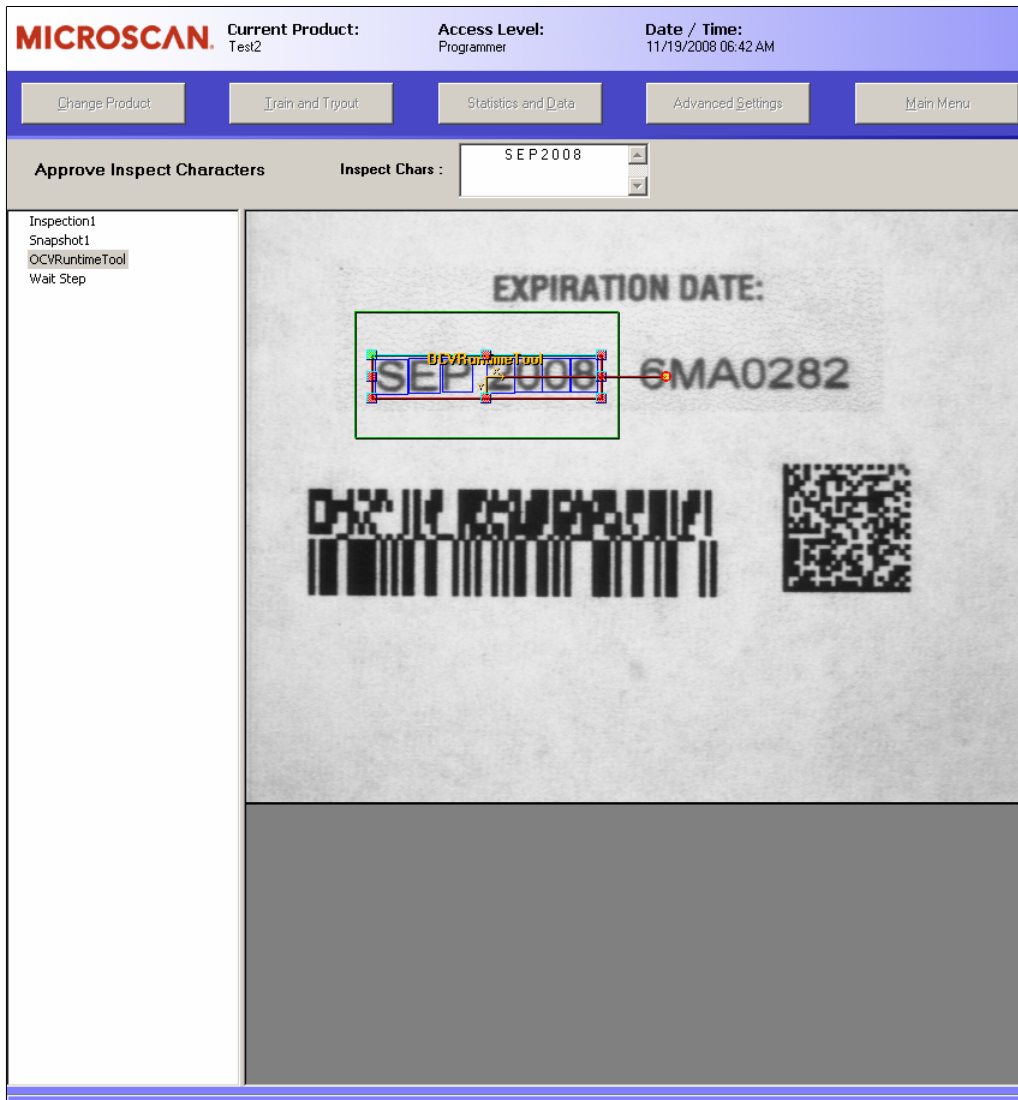 MICROSCAN.
Current Product:
Test2
Access Level:
Programmer
Date / Time:
11/19/2008 06:42 AM
Change Product
Train and Tryout
Statistics and Data
Advanced Settings
Main Menu
Approve Inspect Characters
Inspect Chars :
SEP2008
Inspection1
Snapshot1
OCVRuntimeTool
Wait Step
EXPIRATION DATE:
OCVRuntimeTool
X
Y
SEP 2008 6MA0282